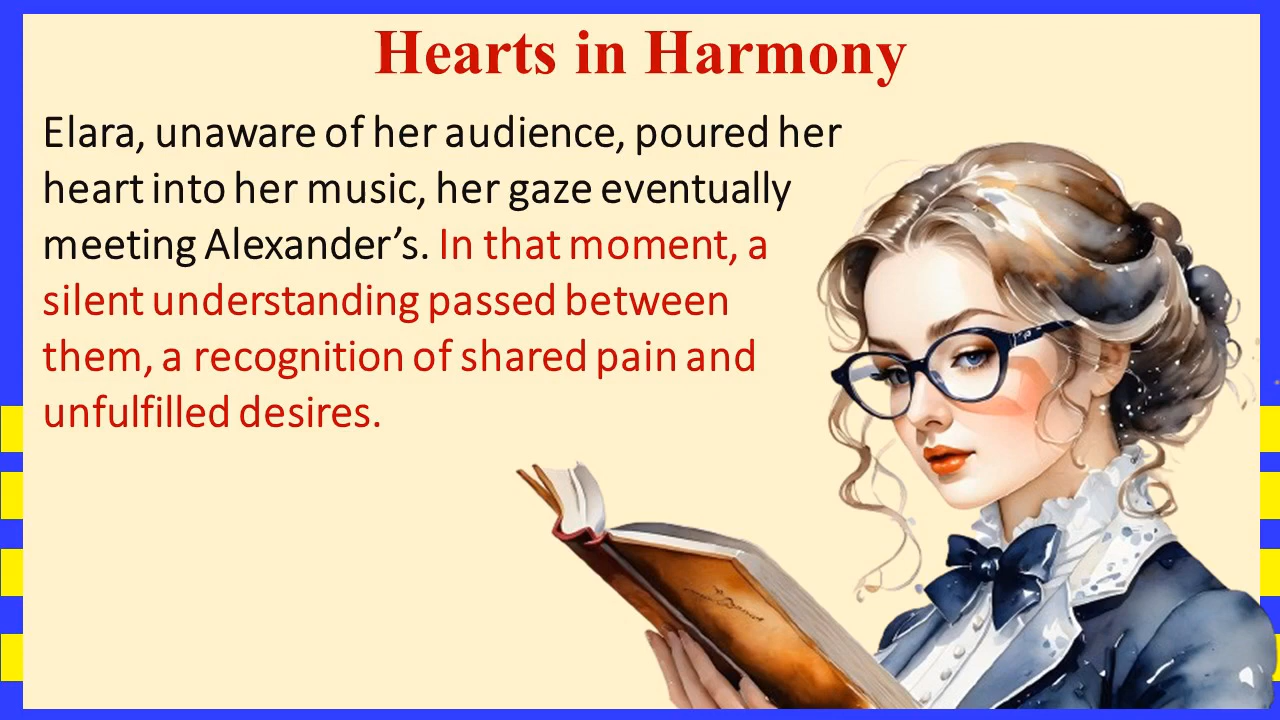 Hearts in Harmony
Elara, unaware of her audience, poured her
heart into her music, her gaze eventually
meeting Alexander’s. In that moment, a
silent understanding passed between
them, a recognition of shared pain and
unfulfilled desires.